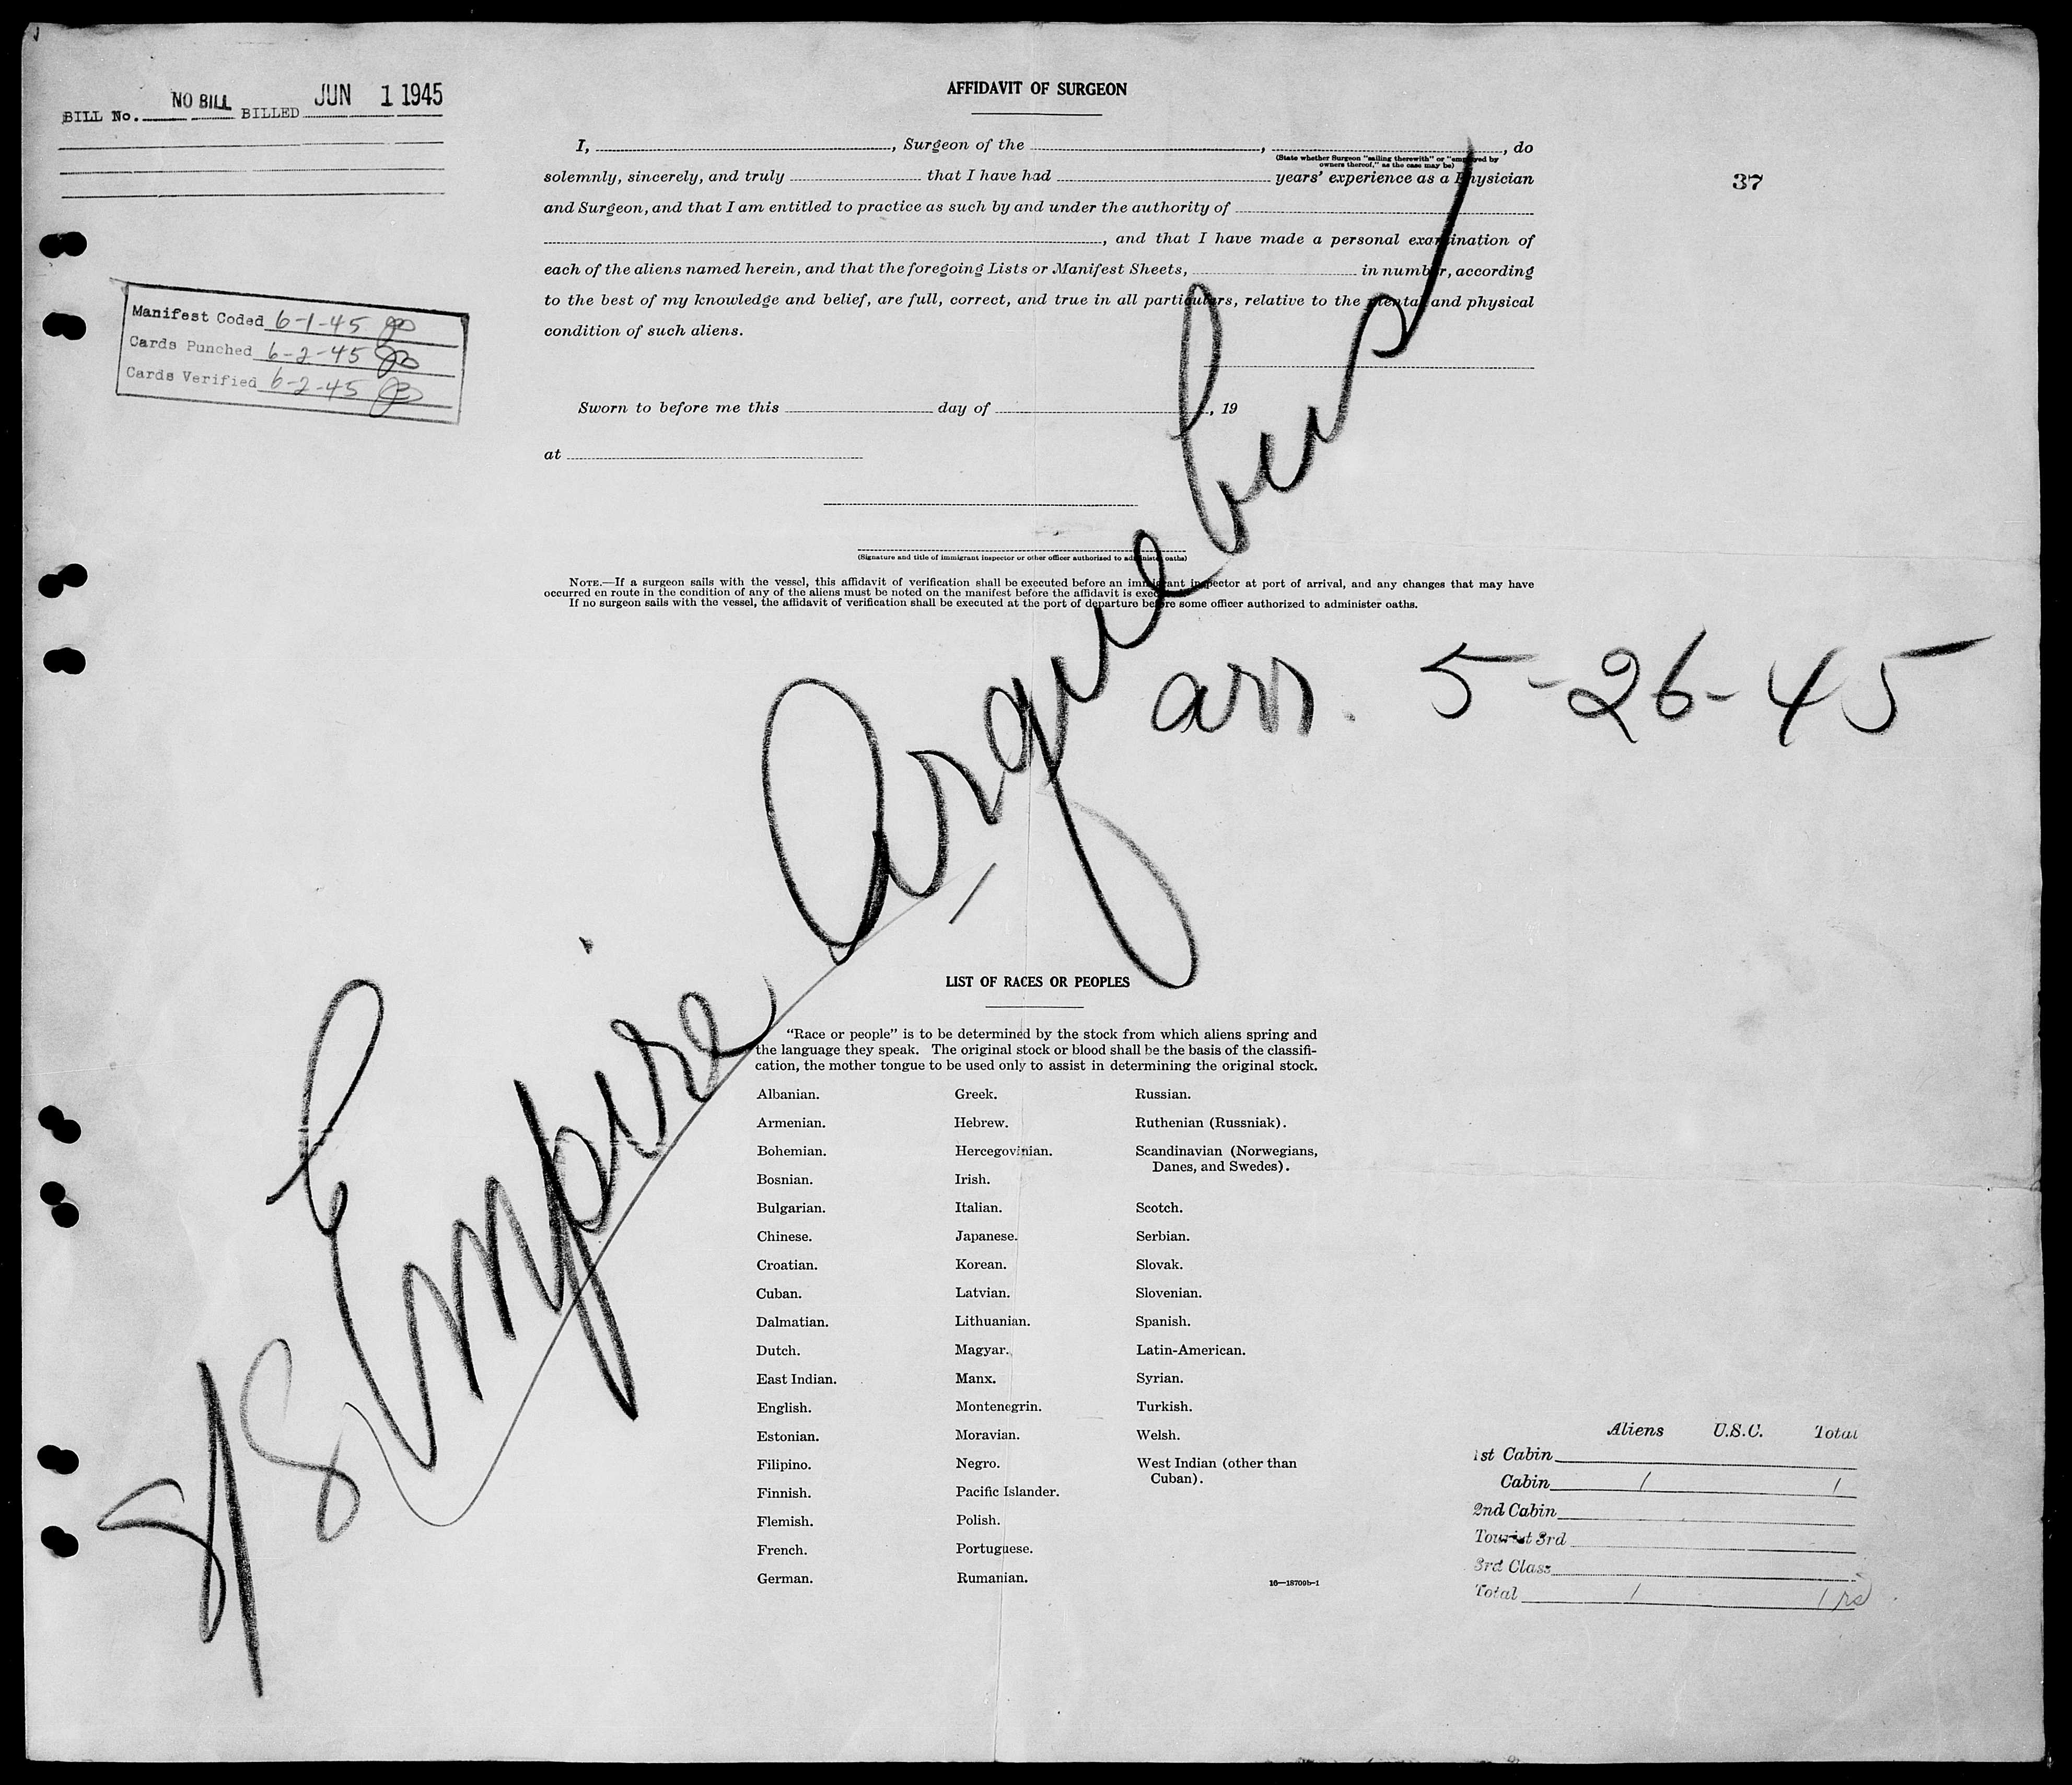 BILL No. NO BILL BILLED JUN 1 1945
AFFIDAVIT OF SURGEON
37
I, , Surgeon of the , , do
(State whether Surgeon "sailing therewith" or "employed by
owners thereof," as the case may be)
solemnly, sincerely, and truly that I have had years' experience as a Physician
and Surgeon, and that I am entitled to practice as such by and under the authority of
, and that I have made a personal examination of
each of the aliens named herein, and that the foregoing Lists or Manifest Sheets, in number, according
to the best of my knowledge and belief, are full, correct, and true in all particulars, relative to the mental and physical
condition of such aliens.
Manifest Coded 6-1-45
Cards Punched 6-2-45
Cards Verified 6-2-45
Sworn to before me this day of , 19
at
(Signature and title of immigrant inspector or other officer authorized to administer oaths)
NOTE.—If a surgeon sails with the vessel, this affidavit of verification shall be executed before an immigrant inspector at port of arrival, and any changes that may have
occurred en route in the condition of any of the aliens must be noted on the manifest before the affidavit is executed.
If no surgeon sails with the vessel, the affidavit of verification shall be executed at the port of departure before some officer authorized to administer oaths.
S/S Empire Arquebus
arr. 5-26-45
LIST OF RACES OR PEOPLES
"Race or people" is to be determined by the stock from which aliens spring and
the language they speak. The original stock or blood shall be the basis of the classifi-
cation, the mother tongue to be used only to assist in determining the original stock.
Albanian.
Armenian.
Bohemian.
Bosnian.
Bulgarian.
Chinese.
Croatian.
Cuban.
Dalmatian.
Dutch.
East Indian.
English.
Estonian.
Filipino.
Finnish.
Flemish.
French.
German.
Greek.
Hebrew.
Hercegovinian.
Irish.
Italian.
Japanese.
Korean.
Latvian.
Lithuanian.
Magyar.
Manx.
Montenegrin.
Moravian.
Negro.
Pacific Islander.
Polish.
Portuguese.
Rumanian.
Russian.
Ruthenian (Russniak).
Scandinavian (Norwegians,
Danes, and Swedes).
Scotch.
Serbian.
Slovak.
Slovenian.
Spanish.
Latin-American.
Syrian.
Turkish.
Welsh.
West Indian (other than
Cuban).
16—18709b-1
Aliens U.S.C. Total
1st Cabin
Cabin 1 1
2nd Cabin
Tourist 3rd
3rd Class
Total 1 1